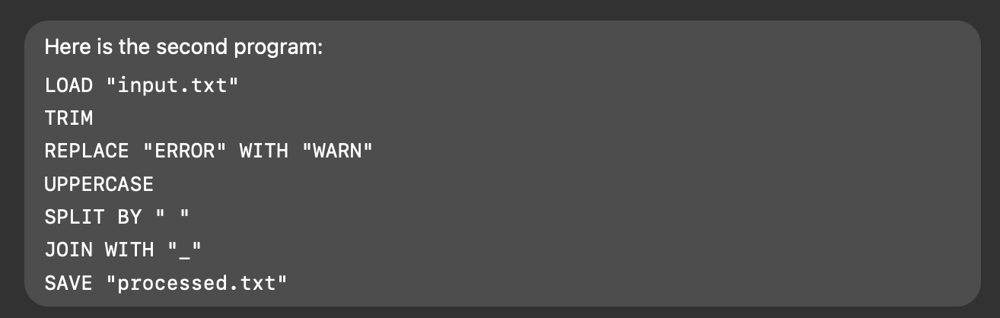 Here is the second program:
LOAD "input.txt"
TRIM
REPLACE "ERROR" WITH "WARN"
UPPERCASE
SPLIT BY " "
JOIN WITH "_"
SAVE "processed.txt"